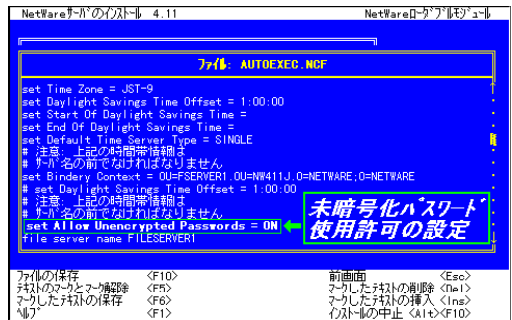 NetWareｻｰﾊﾞのｲﾝｽﾄｰﾙ 4.11 NetWareﾛｰﾀﾞﾌﾞﾙﾓｼﾞｭｰﾙ
ﾌｧｲﾙ: AUTOEXEC.NCF
set Time Zone = JST-9
set Daylight Savings Time Offset = 1:00:00
set Start Of Daylight Savings Time =
set End Of Daylight Savings Time =
set Default Time Server Type = SINGLE
# 注意: 上記の時間帯情報は
# ｻｰﾊﾞ名の前でなければなりません
set Bindery Context = OU=FSERVER1.OU=NW411J.O=NETWARE;O=NETWARE
# set Daylight Savings Time Offset = 1:00:00
# 注意: 上記の時間帯情報は
# ｻｰﾊﾞ名の前でなければなりません
set Allow Unencrypted Passwords = ON
file server name FILESERVER1
未暗号化ﾊﾟｽﾜｰﾄﾞ
使用許可の設定
ﾌｧｲﾙの保存 <F10> 前画面 <Esc>
ﾃｷｽﾄのﾏｰｸとﾏｰｸ解除 <F5> ﾏｰｸしたﾃｷｽﾄの削除 <Del>
ﾏｰｸしたﾃｷｽﾄの保存 <F6> ﾏｰｸしたﾃｷｽﾄの挿入 <Ins>
ﾍﾙﾌﾟ <F1> ｲﾝｽﾄｰﾙの中止 <Alt><F10>